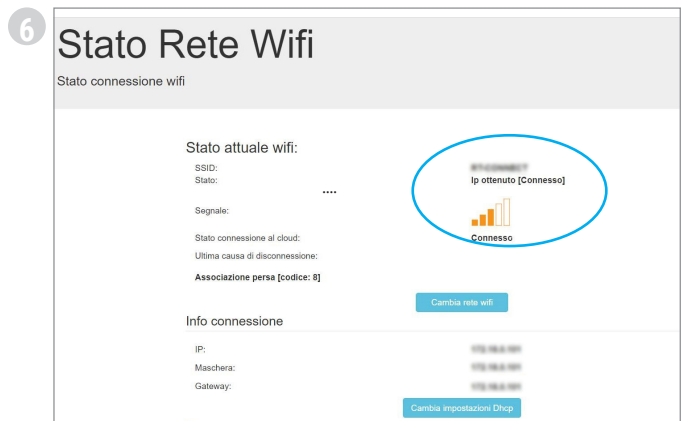 6
Stato Rete Wifi
Stato connessione wifi
Stato attuale wifi:
SSID:
Stato: Ip ottenuto [Connesso]
••••
Segnale:
Stato connessione al cloud: Connesso
Ultima causa di disconnessione:
Associazione persa [codice: 8]
Cambia rete wifi
Info connessione
IP:
Maschera:
Gateway:
Cambia impostazioni Dhcp